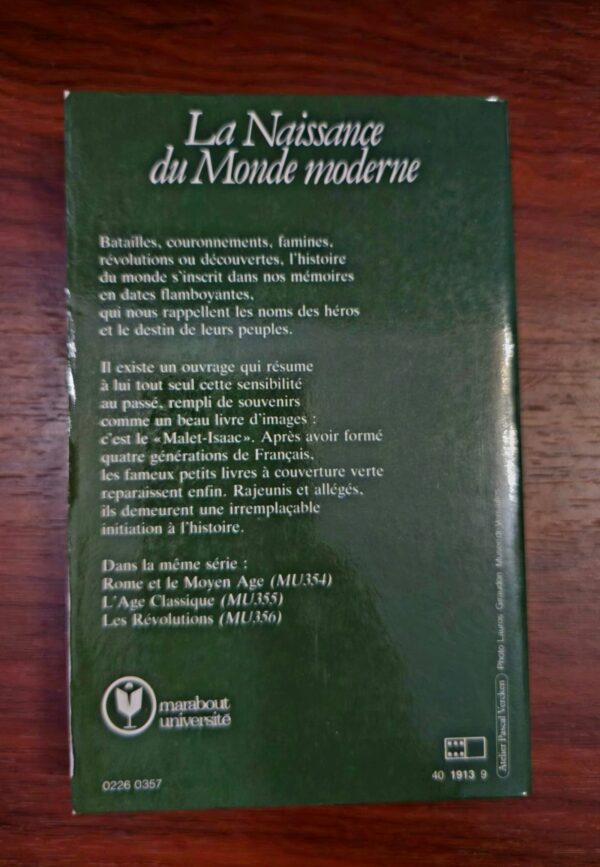 La Naissance
du Monde moderne
Batailles, couronnements, famines,
révolutions ou découvertes, l'histoire
du monde s'inscrit dans nos mémoires
en dates flamboyantes,
qui nous rappellent les noms des héros
et le destin de leurs peuples.
Il existe un ouvrage qui résume
à lui tout seul cette sensibilité
au passé, rempli de souvenirs
comme un beau livre d'images :
c'est le «Malet-Isaac». Après avoir formé
quatre générations de Français,
les fameux petits livres à couverture verte
reparaissent enfin. Rajeunis et allégés,
ils demeurent une irremplaçable
initiation à l'histoire.
Dans la même série :
Rome et le Moyen Age (MU354)
L'Age Classique (MU355)
Les Révolutions (MU356)
marabout
université
0226 0357
40 1913 9
Atelier Pascal Vercken Photo Lauros Giraudon